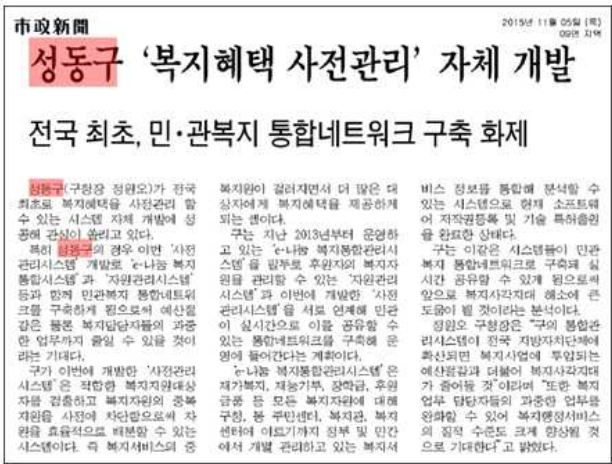 市政新聞
2015년 11월 05일 (목)
09면 지역
성동구 ‘복지혜택 사전관리’ 자체 개발
전국 최초, 민·관복지 통합네트워크 구축 화제
성동구(구청장 정원오)가 전국
최초로 복지혜택을 사전관리 할
수 있는 시스템 자체 개발에 성
공해 관심이 쏠리고 있다.
특히 성동구의 경우 이번 ‘사전
관리시스템’ 개발로 ‘e-나눔 복지
통합시스템’과 ‘자원관리시스템’
등과 함께 민관복지 통합네트워
크를 구축하게 됨으로써 예산절
감은 물론 복지담당자들의 과중
한 업무까지 줄일 수 있을 것이
라는 기대다.
구가 이번에 개발한 ‘사전관리
시스템’은 적합한 복지지원대상
자를 검출하고 복지자원의 중복
지원을 사전에 차단함으로써 자
원을 효율적으로 배분할 수 있는
시스템이다. 즉 복지서비스의 중
복지원이 걸러지면서 더 많은 대
상자에게 복지혜택을 제공하게
되는 셈이다.
구는 지난 2013년부터 운영하
고 있는 ‘e-나눔 복지통합관리시
스템’을 필두로 후원자의 복지자
원을 관리할 수 있는 ‘자원관리
시스템’과 이번에 개발한 ‘사전
관리시스템’을 서로 연계해 민관
이 실시간으로 이를 공유할 수
있는 통합네트워크를 구축해 운
영에 들어간다는 계획이다.
‘e-나눔 복지통합관리시스템’은
재가복지, 재능기부, 장학금, 후원
금품 등 모든 복지자원에 대해
구청, 동 주민센터, 복지관, 복지
센터에 이르기까지 정부 및 민간
에서 개별 관리하고 있는 복지서
비스 정보를 통합해 분석할 수
있는 시스템으로 현재 소프트웨
어 저작권등록 및 기술 특허출원
을 완료한 상태다.
구는 이같은 시스템들이 민관
복지 통합네트워크로 구축돼 실
시간 공유할 수 있게 됨으로써
앞으로 복지사각지대 해소에 큰
도움이 될 것이라는 분석이다.
정원오 구청장은 “구의 통합관
리시스템이 전국 지방자치단체에
확산되면 복지사업에 투입되는
예산절감과 더불어 복지사각지대
가 줄어들 것”이라며 “또한 복지
업무 담당자들의 과중한 업무를
완화할 수 있어 복지행정서비스
의 질적 수준도 크게 향상될 것
으로 기대한다”고 밝혔다.